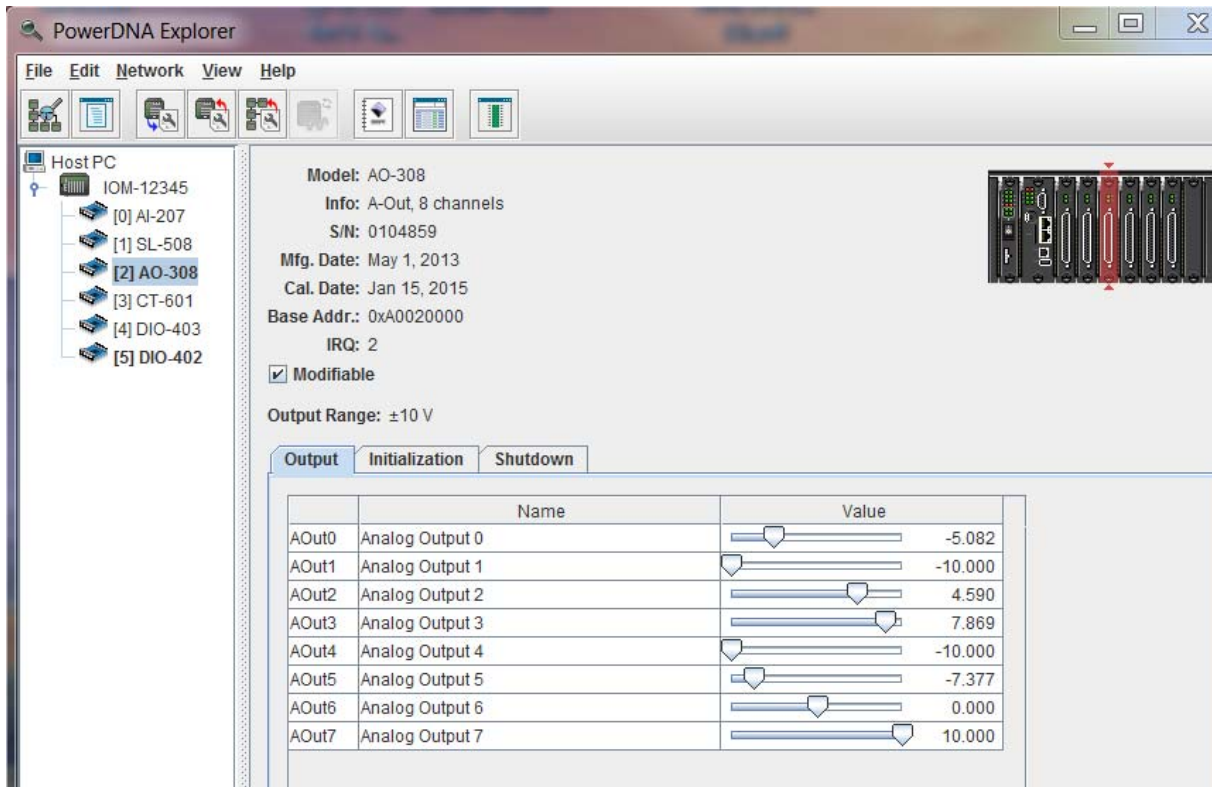 PowerDNA Explorer
File Edit Network View Help
Host PC
IOM-12345
[0] AI-207
[1] SL-508
[2] AO-308
[3] CT-601
[4] DIO-403
[5] DIO-402
Model: AO-308
Info: A-Out, 8 channels
S/N: 0104859
Mfg. Date: May 1, 2013
Cal. Date: Jan 15, 2015
Base Addr.: 0xA0020000
IRQ: 2
Modifiable
Output Range: ±10 V
Output Initialization Shutdown
Name Value
AOut0 Analog Output 0 -5.082
AOut1 Analog Output 1 -10.000
AOut2 Analog Output 2 4.590
AOut3 Analog Output 3 7.869
AOut4 Analog Output 4 -10.000
AOut5 Analog Output 5 -7.377
AOut6 Analog Output 6 0.000
AOut7 Analog Output 7 10.000